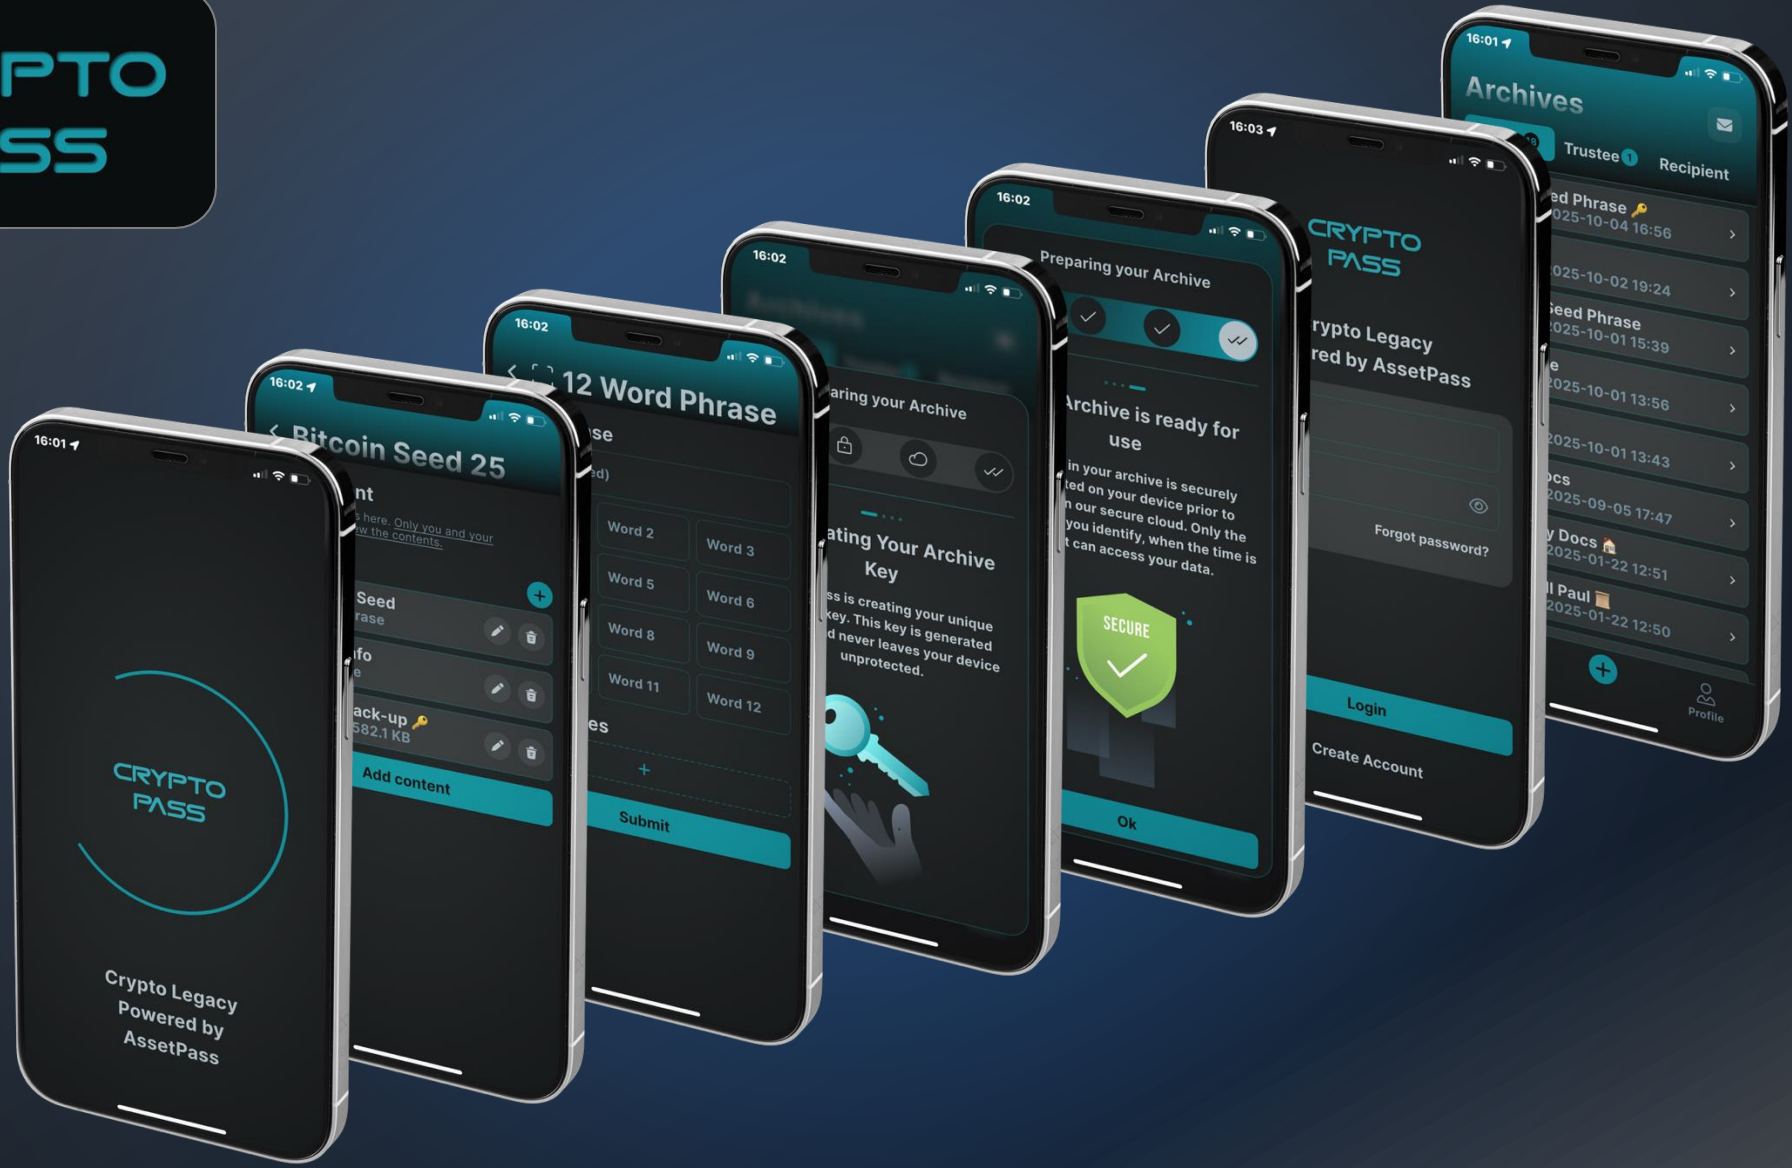 PTO
SS
16:01
CRYPTO
PASS
Crypto Legacy
Powered by
AssetPass
16:02
Bitcoin Seed 25
nt
s here. Only you and your
ew the contents.
Seed
rase
nfo
e
ack-up
582.1 KB
Add content
16:02
12 Word Phrase
ase
ed)
Word 2
Word 3
Word 5
Word 6
Word 8
Word 9
Word 11
Word 12
es
Submit
16:02
aring your Archive
ating Your Archive
Key
ss is creating your unique
key. This key is generated
d never leaves your device
unprotected.
16:02
Preparing your Archive
Archive is ready for
use
in your archive is securely
ted on your device prior to
n our secure cloud. Only the
you identify, when the time is
t can access your data.
SECURE
Ok
16:03
CRYPTO
PASS
rypto Legacy
red by AssetPass
Forgot password?
Login
Create Account
16:01
Archives
Trustee 1
Recipient
ed Phrase
025-10-04 16:56
025-10-02 19:24
Seed Phrase
025-10-01 15:39
e
2025-10-01 13:56
2025-10-01 13:43
ocs
2025-09-05 17:47
y Docs
2025-01-22 12:51
ll Paul
2025-01-22 12:50
Profile